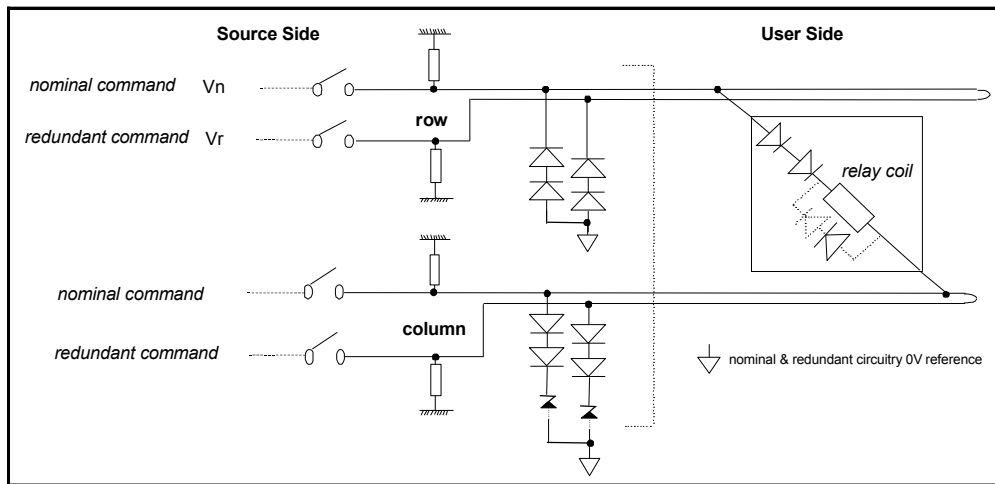 Source Side
User Side
nominal command Vn
redundant command Vr
row
relay coil
nominal command
redundant command
column
nominal & redundant circuitry 0V reference